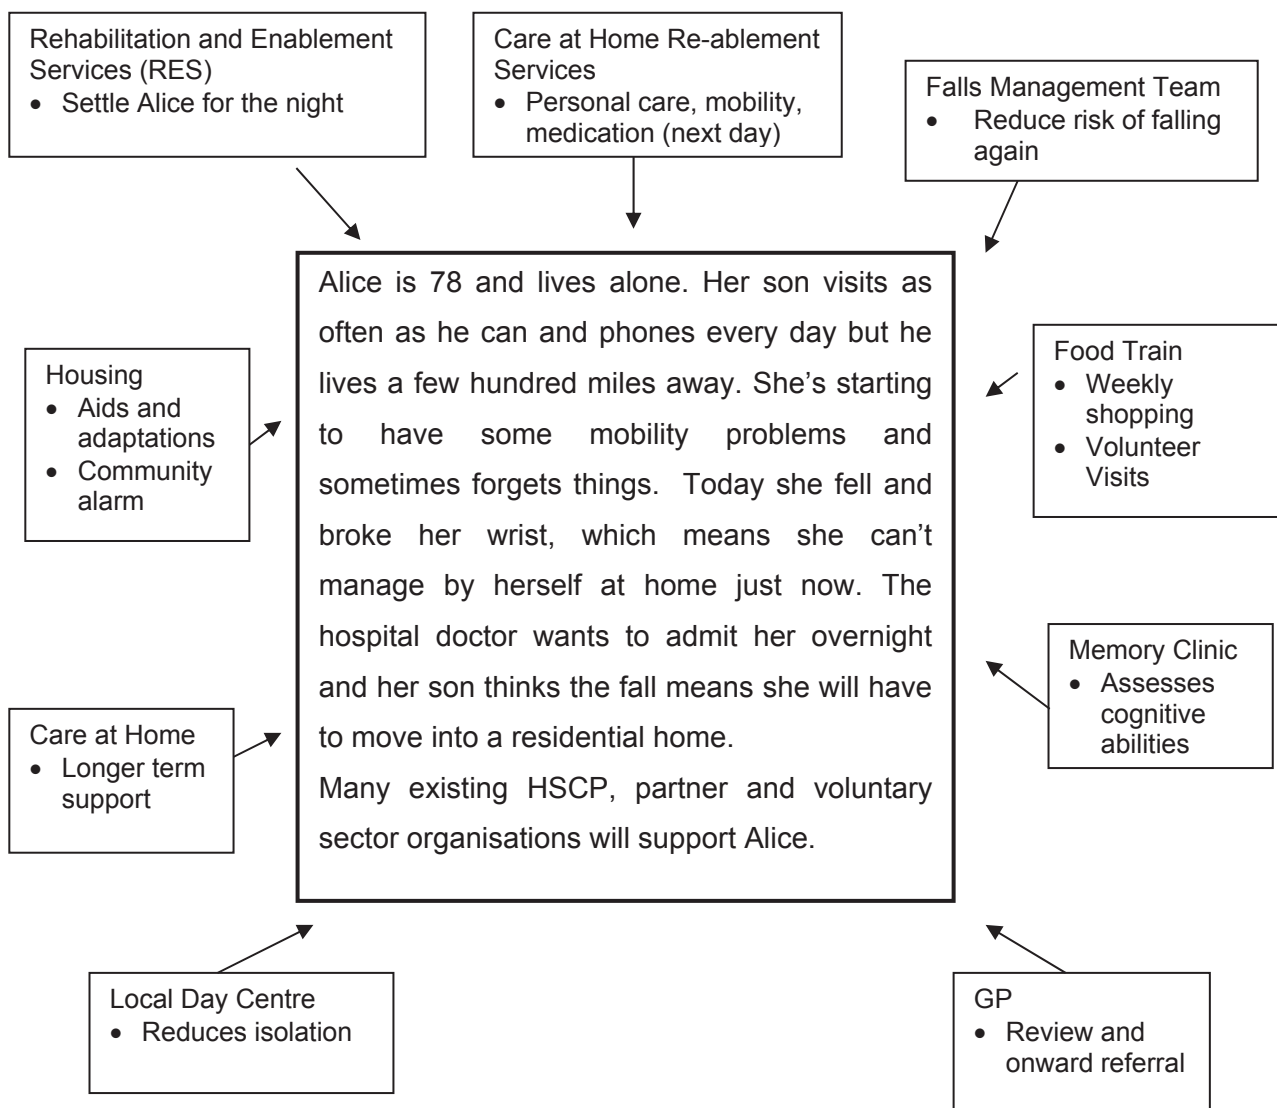 Rehabilitation and Enablement
Services (RES)
• Settle Alice for the night
Care at Home Re-ablement
Services
• Personal care, mobility,
medication (next day)
Falls Management Team
• Reduce risk of falling
again
Alice is 78 and lives alone. Her son visits as
often as he can and phones every day but he
lives a few hundred miles away. She's starting
to have some mobility problems and
sometimes forgets things. Today she fell and
broke her wrist, which means she can't
manage by herself at home just now. The
hospital doctor wants to admit her overnight
and her son thinks the fall means she will have
to move into a residential home.
Many existing HSCP, partner and voluntary
sector organisations will support Alice.
Housing
• Aids and
adaptations
• Community
alarm
Food Train
• Weekly
shopping
• Volunteer
Visits
Care at Home
• Longer term
support
Memory Clinic
• Assesses
cognitive
abilities
Local Day Centre
• Reduces isolation
GP
• Review and
onward referral